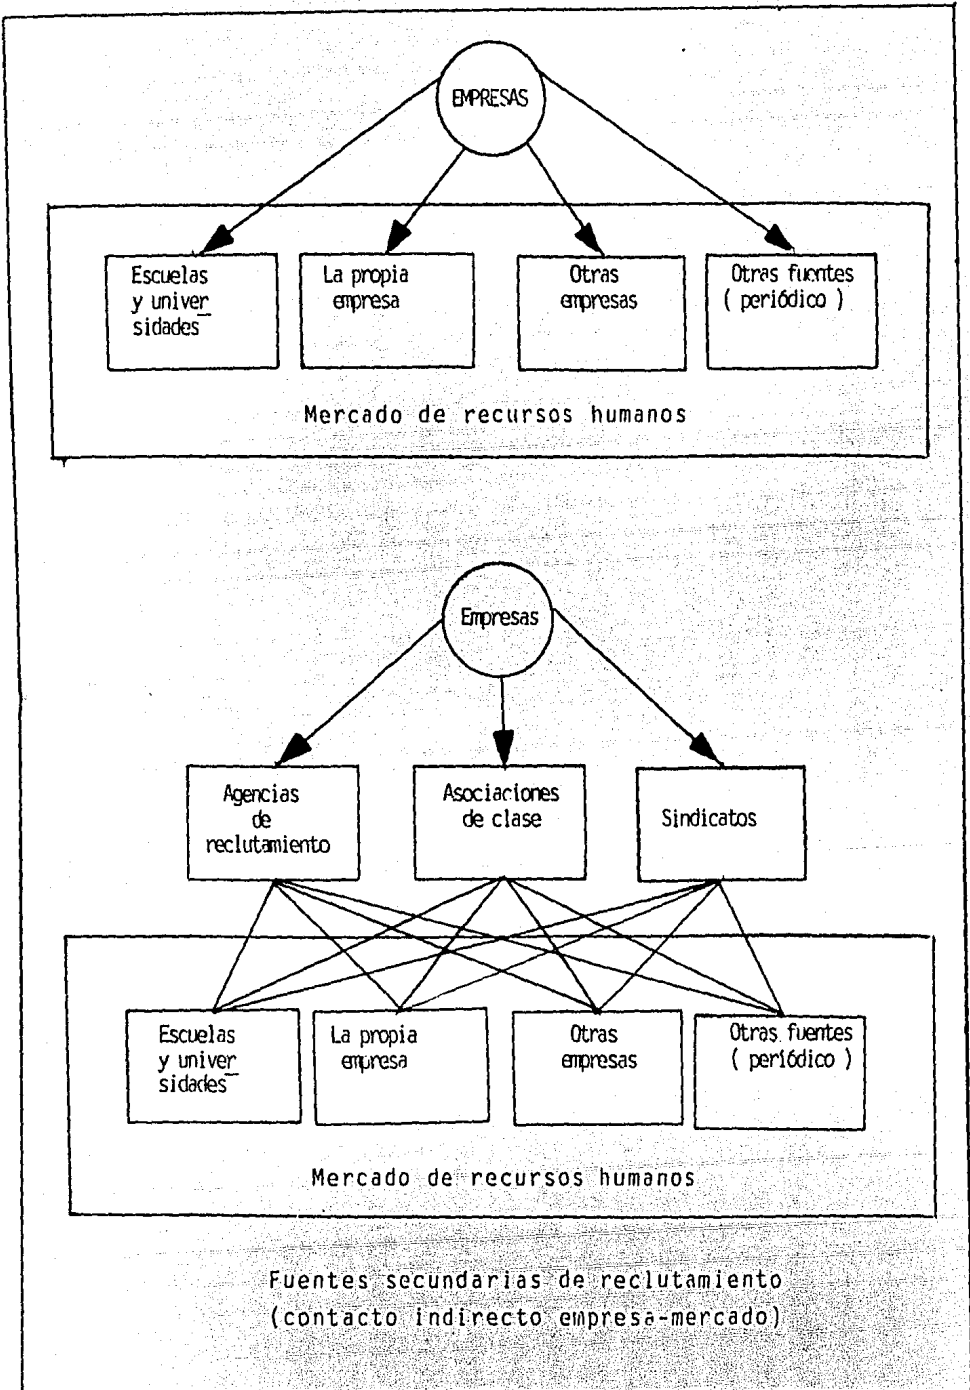 EMPRESAS
Escuelas
y univer
sidades
La propia
empresa
Otras
empresas
Otras fuentes
( periódico )
Mercado de recursos humanos
Empresas
Agencias
de
reclutamiento
Asociaciones
de clase
Sindicatos
Escuelas
y univer
sidades
La propia
empresa
Otras
empresas
Otras fuentes
( periódico )
Mercado de recursos humanos
Fuentes secundarias de reclutamiento
(contacto indirecto empresa-mercado)